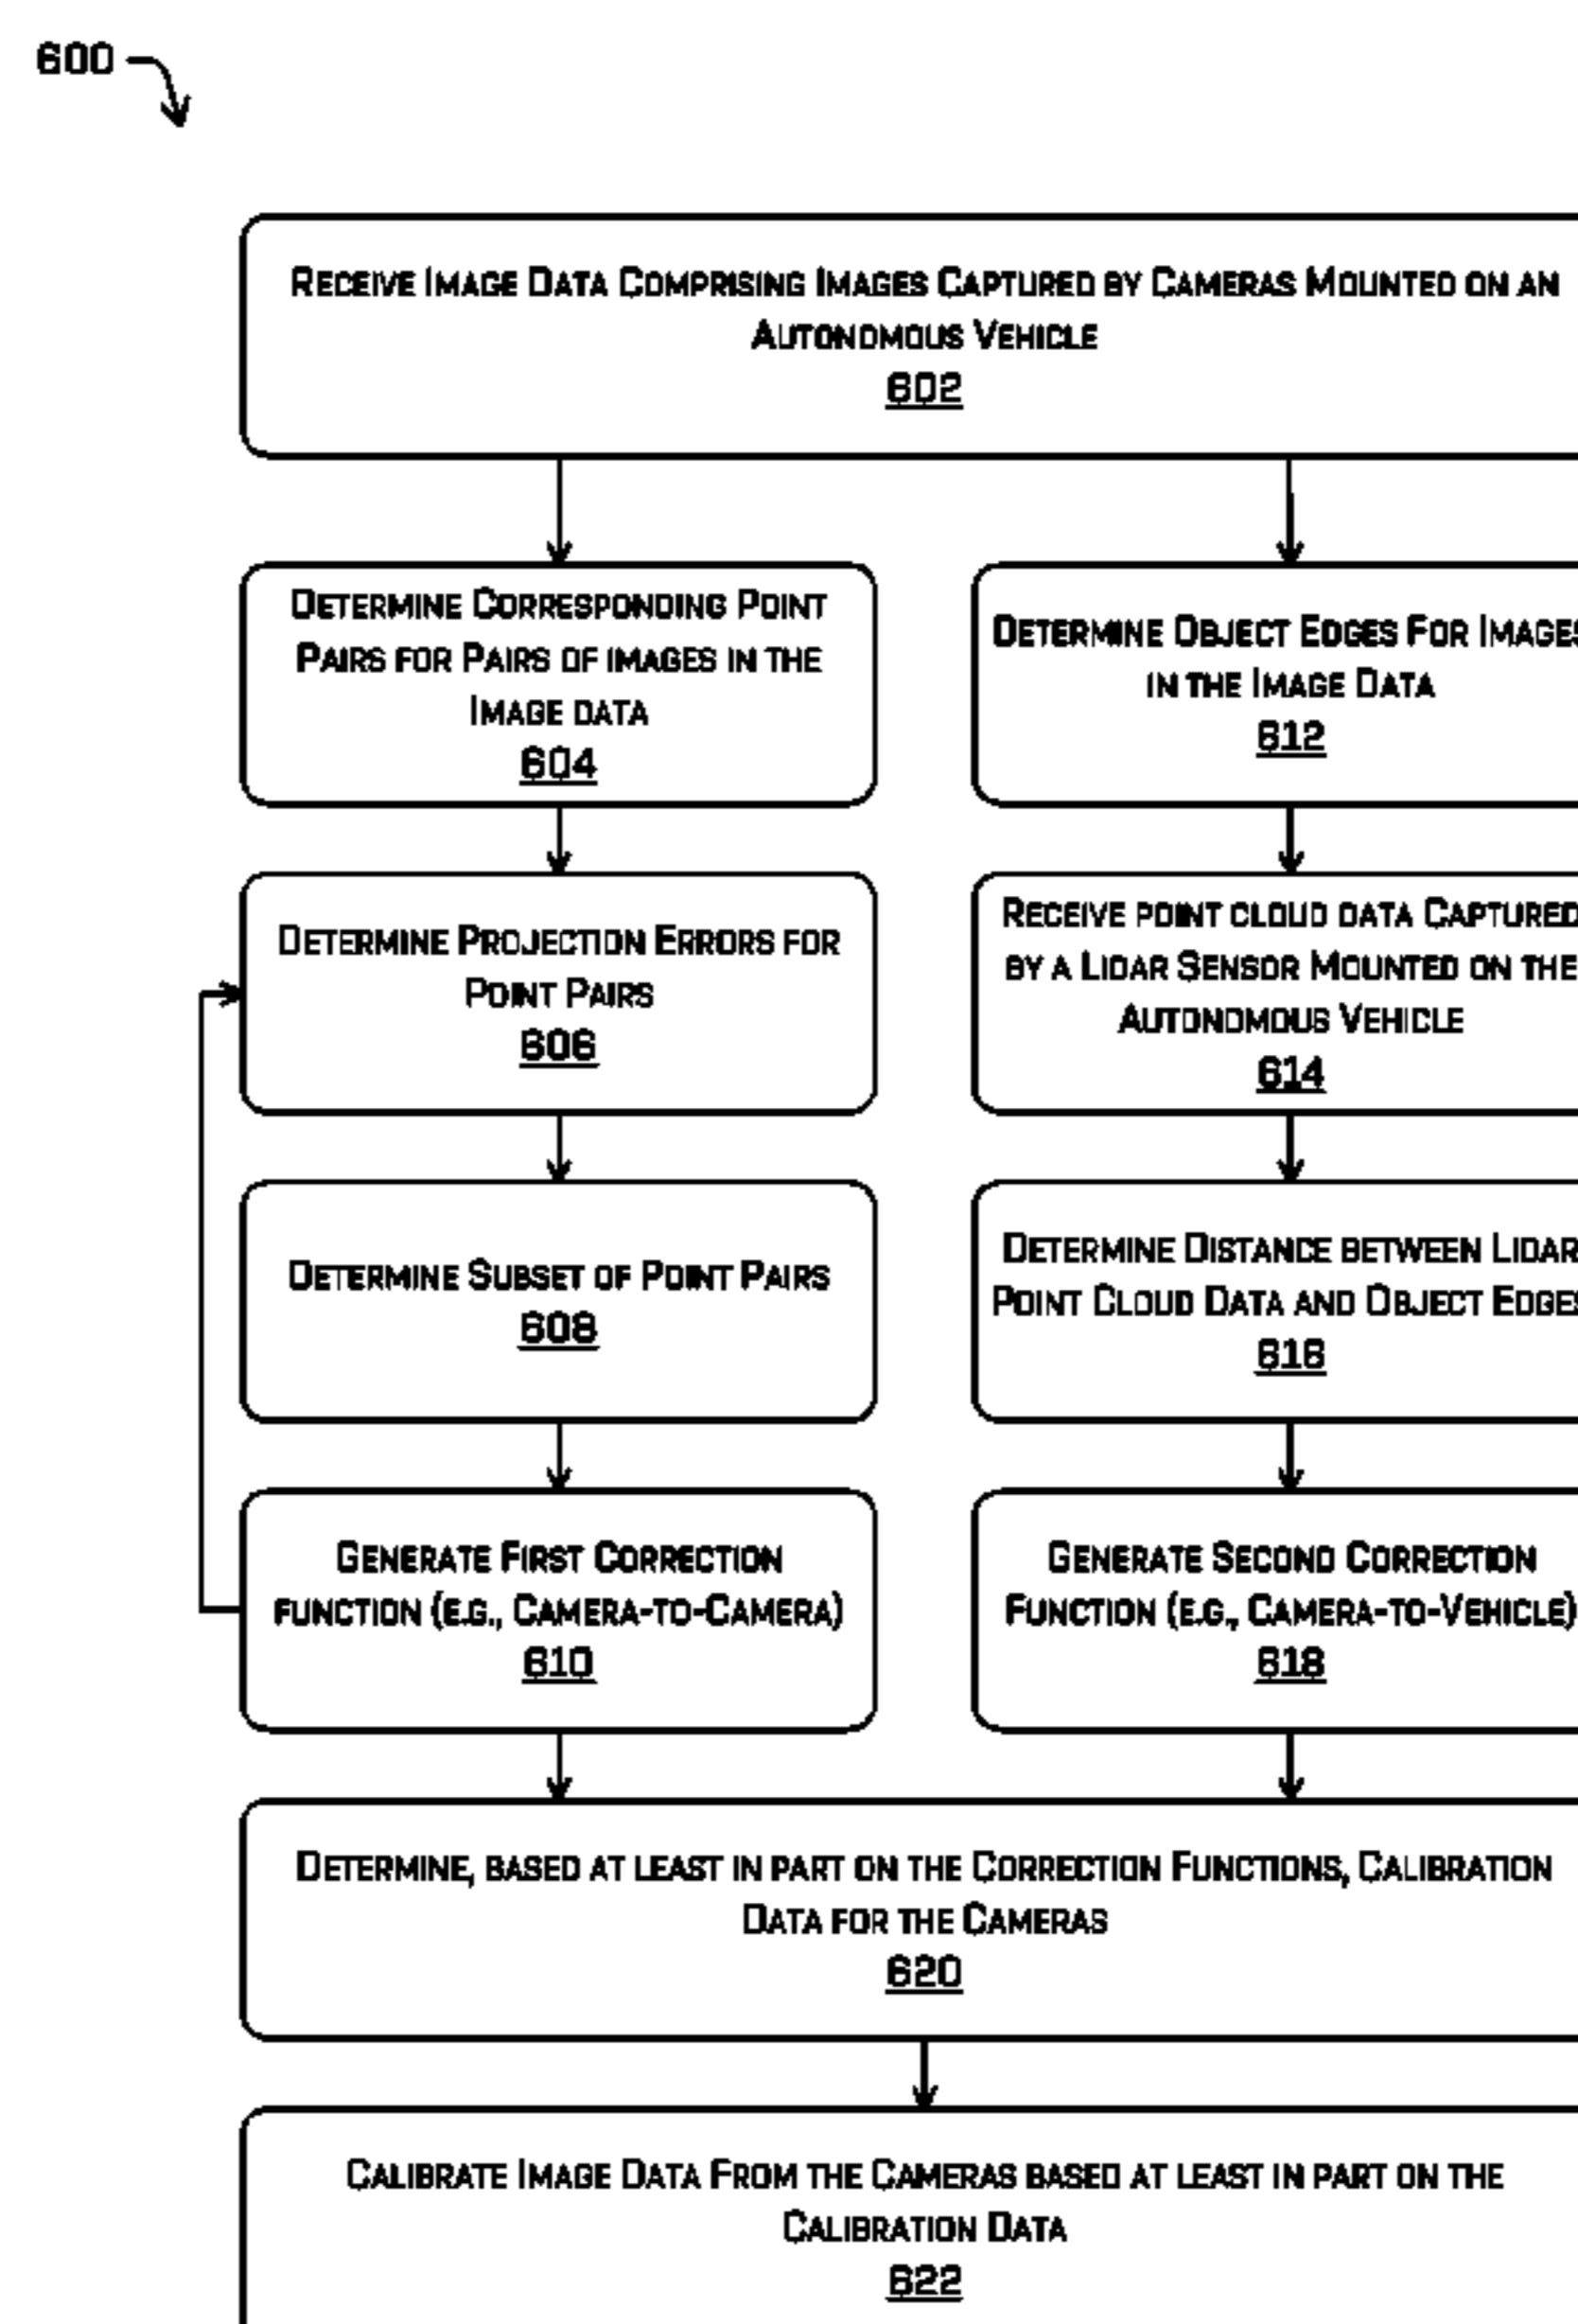 600
RECEIVE IMAGE DATA COMPRISING IMAGES CAPTURED BY CAMERAS MOUNTED ON AN
AUTONOMOUS VEHICLE
602
DETERMINE CORRESPONDING POINT
PAIRS FOR PAIRS OF IMAGES IN THE
IMAGE DATA
604
DETERMINE PROJECTION ERRORS FOR
POINT PAIRS
606
DETERMINE SUBSET OF POINT PAIRS
608
GENERATE FIRST CORRECTION
FUNCTION (E.G., CAMERA-TO-CAMERA)
610
DETERMINE OBJECT EDGES FOR IMAGES
IN THE IMAGE DATA
612
RECEIVE POINT CLOUD DATA CAPTURED
BY A LIDAR SENSOR MOUNTED ON THE
AUTONOMOUS VEHICLE
614
DETERMINE DISTANCE BETWEEN LIDAR
POINT CLOUD DATA AND OBJECT EDGES
616
GENERATE SECOND CORRECTION
FUNCTION (E.G., CAMERA-TO-VEHICLE)
618
DETERMINE, BASED AT LEAST IN PART ON THE CORRECTION FUNCTIONS, CALIBRATION
DATA FOR THE CAMERAS
620
CALIBRATE IMAGE DATA FROM THE CAMERAS BASED AT LEAST IN PART ON THE
CALIBRATION DATA
622